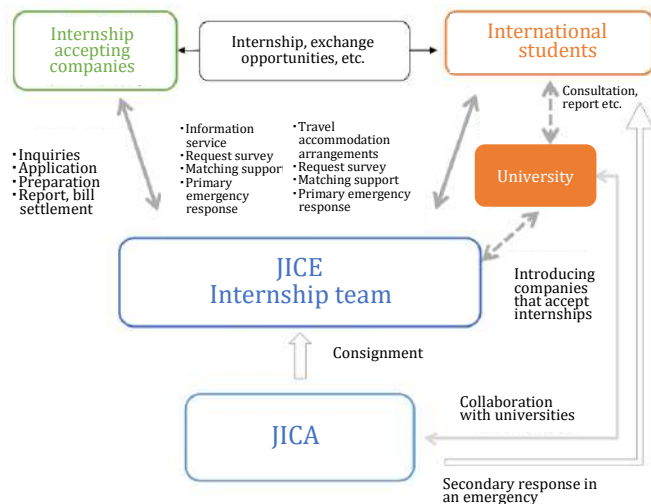 Internship
accepting
companies
Internship, exchange
opportunities, etc.
International
students
Consultation,
report etc.
・Inquiries
・Application
・Preparation
・Report, bill
settlement
・Information
service
・Request survey
・Matching support
・Primary
emergency
response
・Travel
accommodation
arrangements
・Request survey
・Matching support
・Primary emergency
response
University
JICE
Internship team
Introducing
companies
that accept
internships
Consignment
JICA
Collaboration
with universities
Secondary response in
an emergency